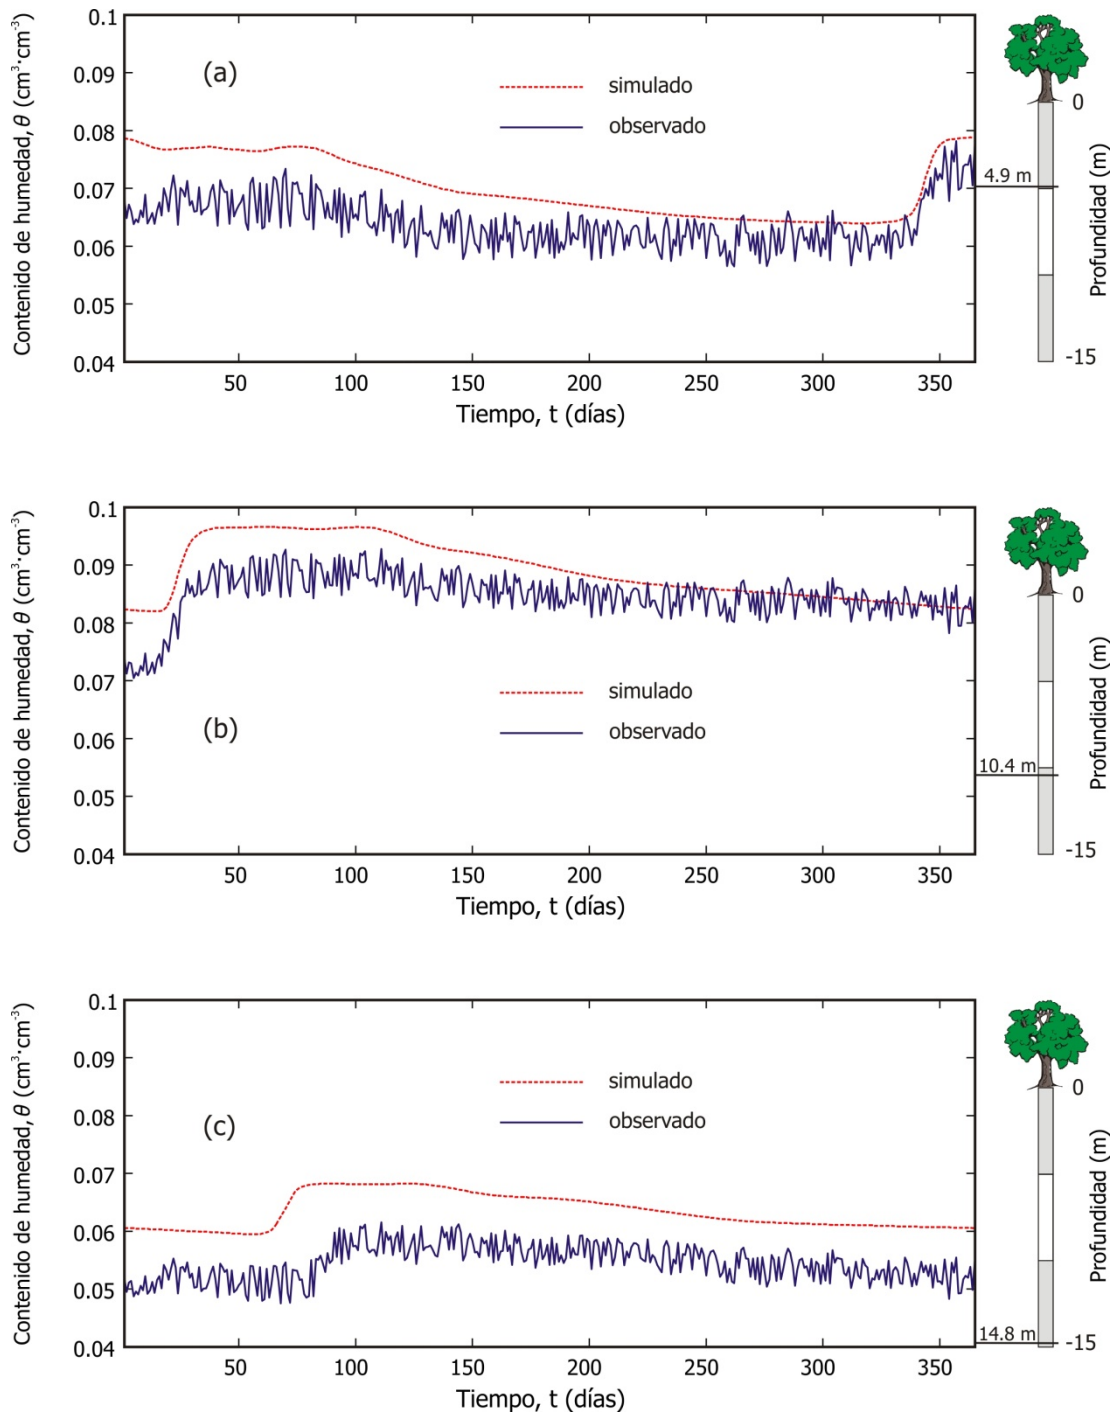 Contenido de humedad, θ (cm³·cm⁻³)
0.1
0.09
0.08
0.07
0.06
0.05
0.04
(a)
simulado
observado
50 100 150 200 250 300 350
Tiempo, t (días)
0
4.9 m
-15
Profundidad (m)
Contenido de humedad, θ (cm³·cm⁻³)
0.1
0.09
0.08
0.07
0.06
0.05
0.04
simulado
observado
(b)
50 100 150 200 250 300 350
Tiempo, t (días)
0
10.4 m
-15
Profundidad (m)
Contenido de humedad, θ (cm³·cm⁻³)
0.1
0.09
0.08
0.07
0.06
0.05
0.04
simulado
observado
(c)
50 100 150 200 250 300 350
Tiempo, t (días)
0
14.8 m
-15
Profundidad (m)